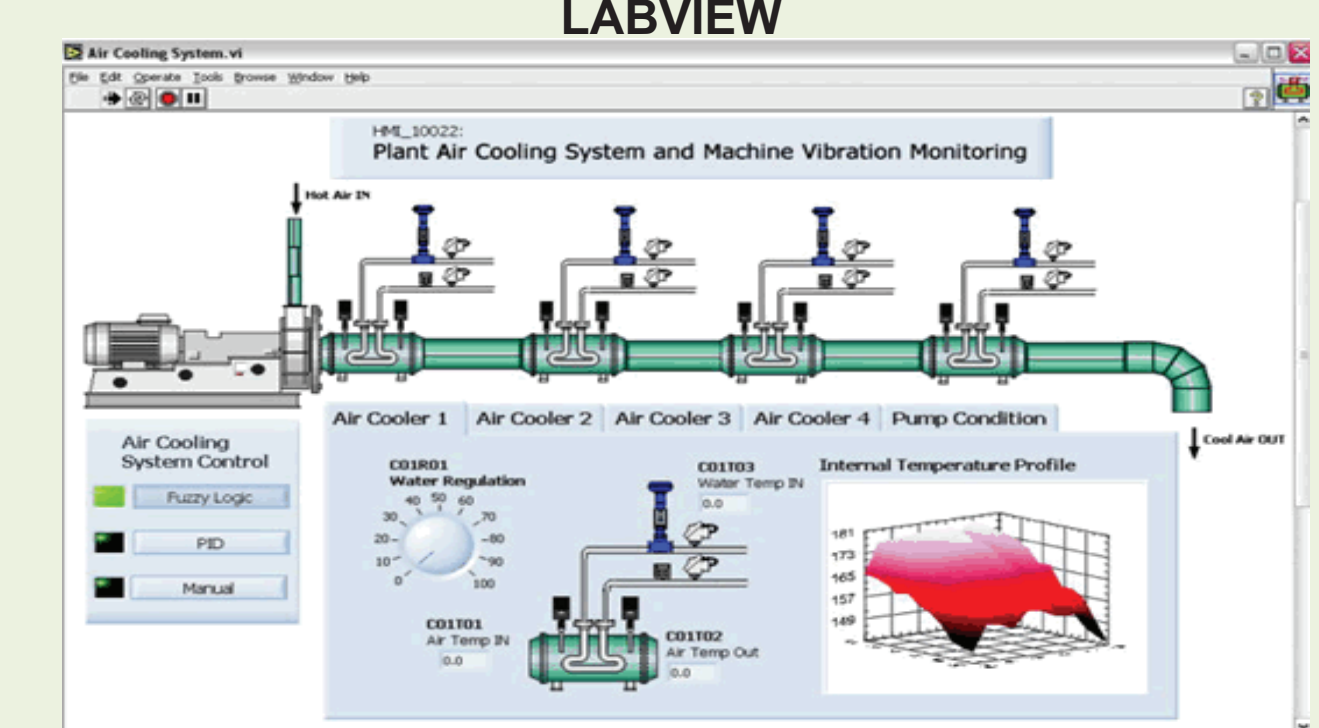 LABVIEW
Air Cooling System.vi
File Edit Operate Tools Browse Window Help
HMI_10022:
Plant Air Cooling System and Machine Vibration Monitoring
Hot Air IN
Air Cooler 1 Air Cooler 2 Air Cooler 3 Air Cooler 4 Pump Condition
Cool Air OUT
Air Cooling
System Control
Fuzzy Logic
PID
Manual
C01R01
Water Regulation
0 10 20 30 40 50 60 70 80 90 100
C01T03
Water Temp IN
0.0
C01T01
Air Temp IN
0.0
C01T02
Air Temp Out
0.0
Internal Temperature Profile
181
173
165
157
149